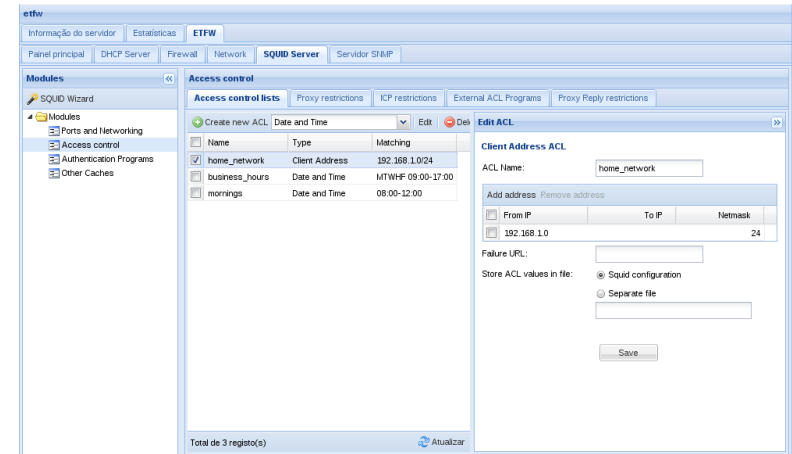 etfw
Informação do servidor Estatísticas ETFW
Painel principal DHCP Server Firewall Network SQUID Server Servidor SNMP
Modules
SQUID Wizard
Modules
Ports and Networking
Access control
Authentication Programs
Other Caches
Access control
Access control lists Proxy restrictions ICP restrictions External ACL Programs Proxy Reply restrictions
Create new ACL Date and Time Edit Del
Name Type Matching
home_network Client Address 192.168.1.0/24
business_hours Date and Time MTWHF 09:00-17:00
mornings Date and Time 08:00-12:00
Total de 3 registo(s) Atualizar
Edit ACL
Client Address ACL
ACL Name: home_network
Add address Remove address
From IP To IP Netmask
192.168.1.0 24
Failure URL:
Store ACL values in file: Squid configuration
Separate file
Save